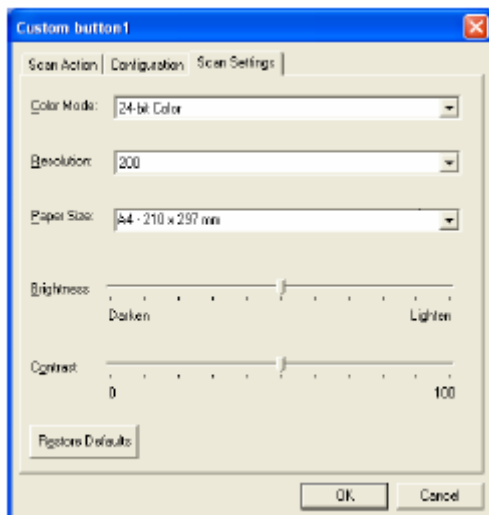 Custom button1
Scan Action Configuration Scan Settings
Color Mode: 24-bit Color
Resolution: 200
Paper Size: A4 - 210 x 297 mm
Brightness
Darken Lighten
Contrast
0 100
Restore Defaults
OK Cancel